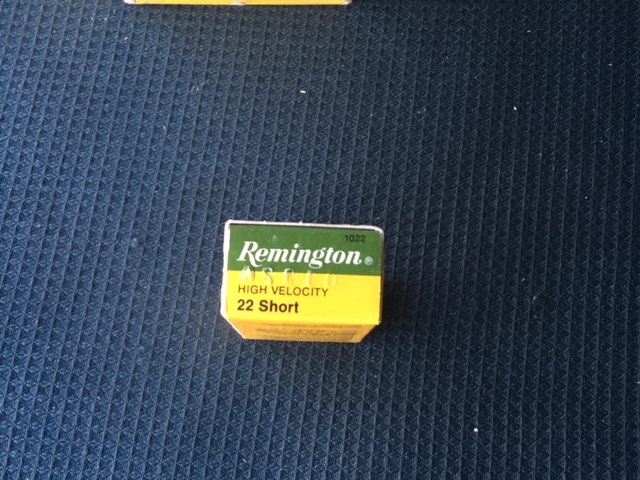 1022
Remington®
HIGH VELOCITY
22 Short